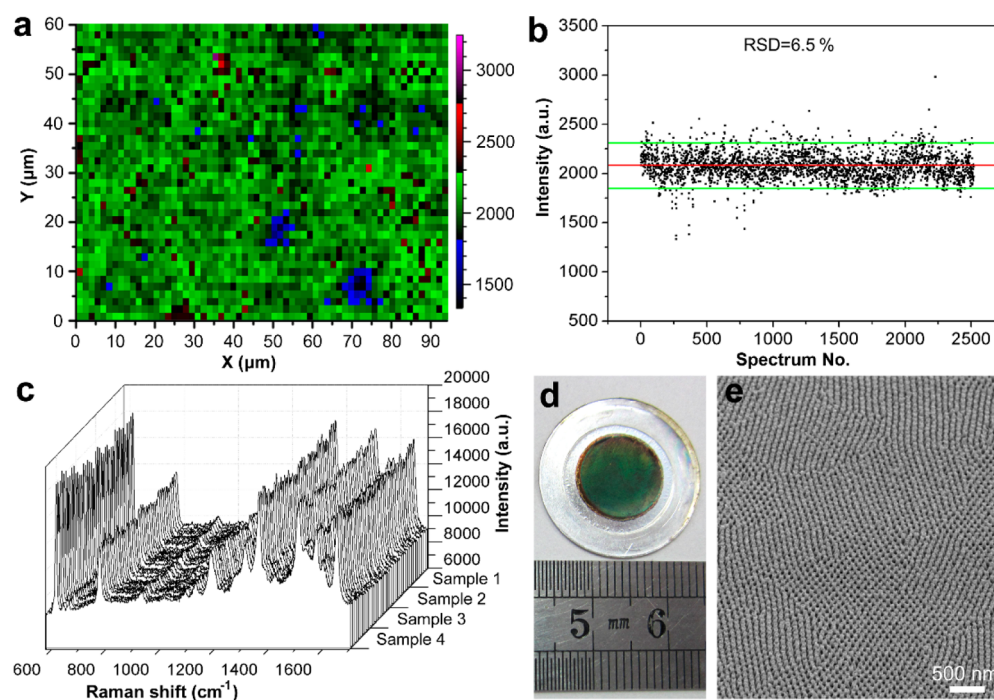 a
60
50
40
30
20
10
0
Y (µm)
0 10 20 30 40 50 60 70 80 90
X (µm)
3000
2500
2000
1500
b
RSD=6.5 %
3500
3000
2500
2000
1500
1000
500
Intensity (a.u.)
0 500 1000 1500 2000 2500
Spectrum No.
c
20000
18000
16000
14000
12000
10000
8000
6000
Intensity (a.u.)
Sample 1
Sample 2
Sample 3
Sample 4
600 800 1000 1200 1400 1600
Raman shift (cm-1)
d
5 mm 6
e
500 nm